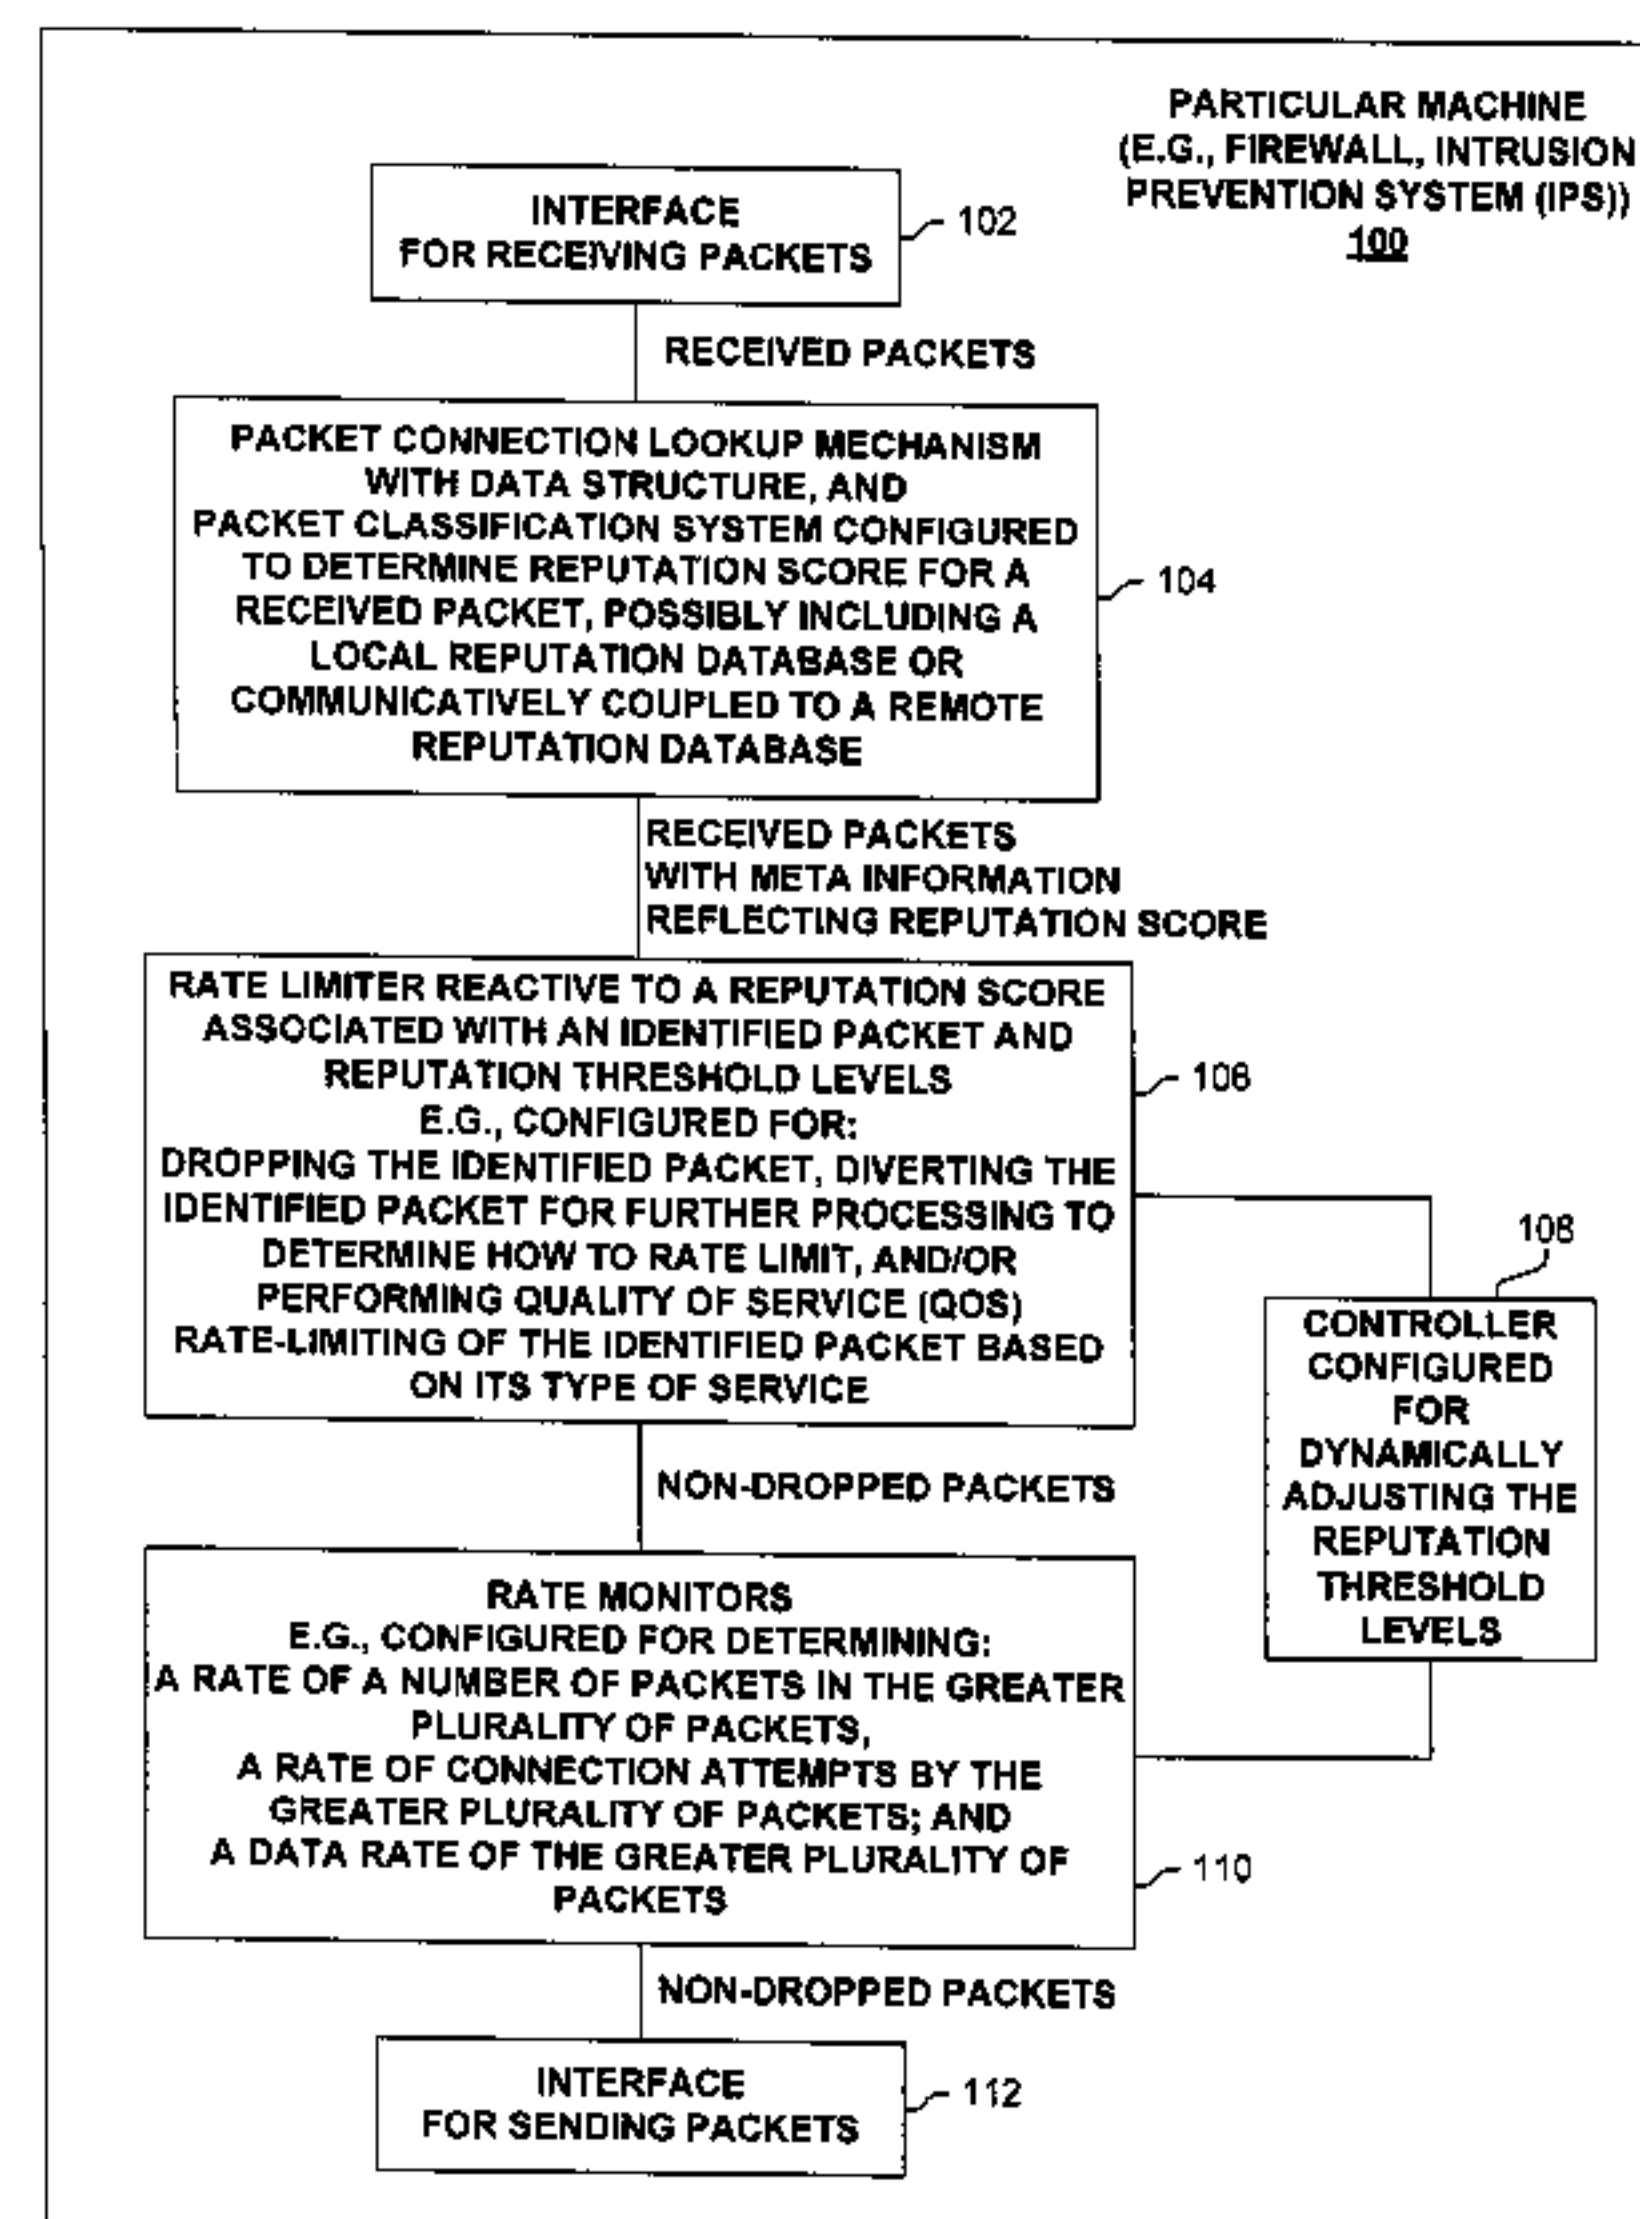 PARTICULAR MACHINE
(E.G., FIREWALL, INTRUSION
PREVENTION SYSTEM (IPS))
100
INTERFACE
FOR RECEIVING PACKETS
102
RECEIVED PACKETS
PACKET CONNECTION LOOKUP MECHANISM
WITH DATA STRUCTURE, AND
PACKET CLASSIFICATION SYSTEM CONFIGURED
TO DETERMINE REPUTATION SCORE FOR A
RECEIVED PACKET, POSSIBLY INCLUDING A
LOCAL REPUTATION DATABASE OR
COMMUNICATIVELY COUPLED TO A REMOTE
REPUTATION DATABASE
104
RECEIVED PACKETS
WITH META INFORMATION
REFLECTING REPUTATION SCORE
RATE LIMITER REACTIVE TO A REPUTATION SCORE
ASSOCIATED WITH AN IDENTIFIED PACKET AND
REPUTATION THRESHOLD LEVELS
E.G., CONFIGURED FOR:
DROPPING THE IDENTIFIED PACKET, DIVERTING THE
IDENTIFIED PACKET FOR FURTHER PROCESSING TO
DETERMINE HOW TO RATE LIMIT, AND/OR
PERFORMING QUALITY OF SERVICE (QOS)
RATE-LIMITING OF THE IDENTIFIED PACKET BASED
ON ITS TYPE OF SERVICE
106
108
CONTROLLER
CONFIGURED
FOR
DYNAMICALLY
ADJUSTING THE
REPUTATION
THRESHOLD
LEVELS
NON-DROPPED PACKETS
RATE MONITORS
E.G., CONFIGURED FOR DETERMINING:
A RATE OF A NUMBER OF PACKETS IN THE GREATER
PLURALITY OF PACKETS,
A RATE OF CONNECTION ATTEMPTS BY THE
GREATER PLURALITY OF PACKETS; AND
A DATA RATE OF THE GREATER PLURALITY OF
PACKETS
110
NON-DROPPED PACKETS
INTERFACE
FOR SENDING PACKETS
112